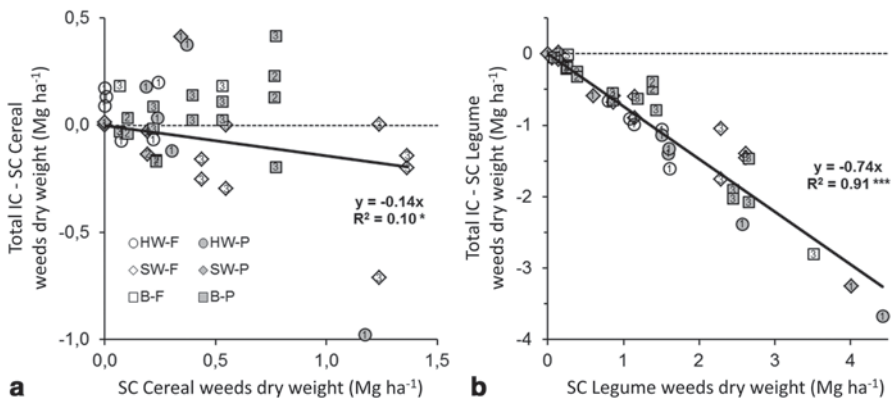 0,5
0,0
-0,5
-1,0
0,0
0,5
1,0
1,5
Total IC - SC Cereal
weeds dry weight (Mg ha⁻¹)
y = -0.14x
R² = 0.10 *
HW-F
HW-P
SW-F
SW-P
B-F
B-P
a
SC Cereal weeds dry weight (Mg ha⁻¹)
0
-1
-2
-3
-4
0
1
2
3
4
Total IC - SC Legume
weeds dry weight (Mg ha⁻¹)
y = -0.74x
R² = 0.91 ***
b
SC Legume weeds dry weight (Mg ha⁻¹)